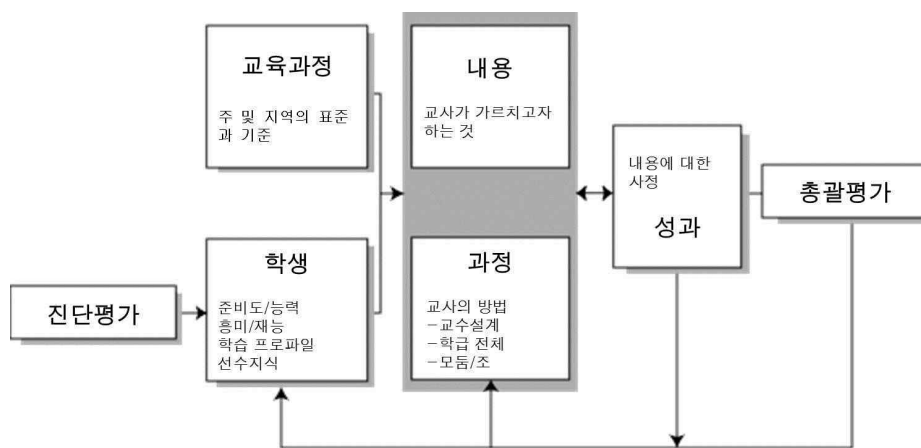 교육과정
주 및 지역의 표준
과 기준
내용
교사가 가르치고자
하는 것
내용에 대한
사정
성과
총괄평가
진단평가
학생
준비도/능력
흥미/재능
학습 프로파일
선수지식
과정
교사의 방법
-교수설계
-학급 전체
-모둠/조